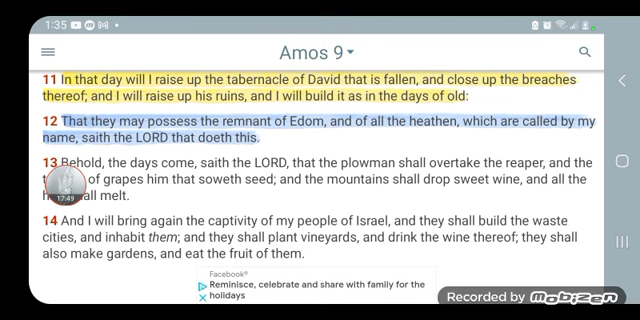 1:35
Amos 9
11 In that day will I raise up the tabernacle of David that is fallen, and close up the breaches
thereof; and I will raise up his ruins, and I will build it as in the days of old:
12 That they may possess the remnant of Edom, and of all the heathen, which are called by my
name, saith the LORD that doeth this.
13 Behold, the days come, saith the LORD, that the plowman shall overtake the reaper, and the
of grapes him that soweth seed; and the mountains shall drop sweet wine, and all the
melt.
17:49
14 And I will bring again the captivity of my people of Israel, and they shall build the waste
cities, and inhabit them; and they shall plant vineyards, and drink the wine thereof; they shall
also make gardens, and eat the fruit of them.
Facebook®
Reminisce, celebrate and share with family for the
holidays
Recorded by Mobizen